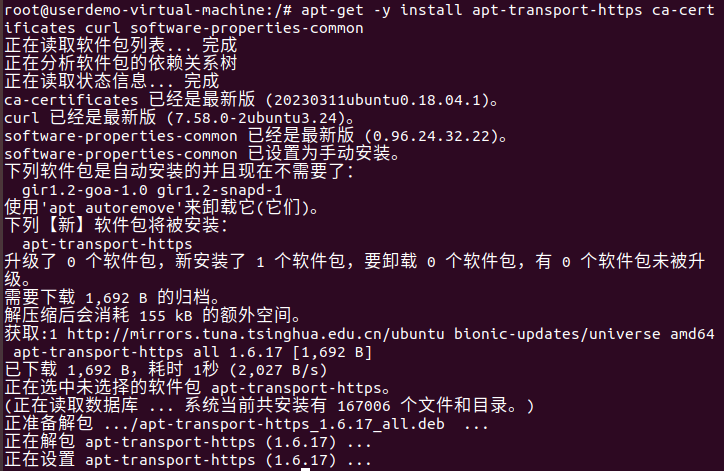 root@userdemo-virtual-machine:/# apt-get -y install apt-transport-https ca-cert
ificates curl software-properties-common
正在读取软件包列表... 完成
正在分析软件包的依赖关系树
正在读取状态信息... 完成
ca-certificates 已经是最新版 (20230311ubuntu0.18.04.1)。
curl 已经是最新版 (7.58.0-2ubuntu3.24)。
software-properties-common 已经是最新版 (0.96.24.32.22)。
software-properties-common 已设置为手动安装。
下列软件包是自动安装的并且现在不需要了：
  gir1.2-goa-1.0 gir1.2-snapd-1
使用'apt autoremove'来卸载它(它们)。
下列【新】软件包将被安装：
  apt-transport-https
升级了 0 个软件包，新安装了 1 个软件包，要卸载 0 个软件包，有 0 个软件包未被升
级。
需要下载 1,692 B 的归档。
解压缩后会消耗 155 kB 的额外空间。
获取:1 http://mirrors.tuna.tsinghua.edu.cn/ubuntu bionic-updates/universe amd64
 apt-transport-https all 1.6.17 [1,692 B]
已下载 1,692 B，耗时 1秒 (2,027 B/s)
正在选中未选择的软件包 apt-transport-https。
(正在读取数据库 ... 系统当前共安装有 167006 个文件和目录。)
正准备解包 .../apt-transport-https_1.6.17_all.deb  ...
正在解包 apt-transport-https (1.6.17) ...
正在设置 apt-transport-https (1.6.17) ...